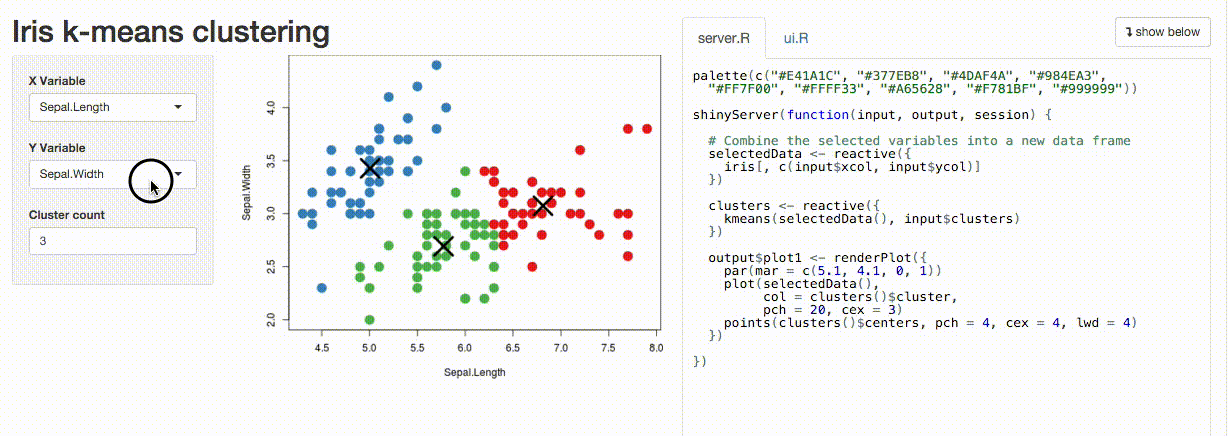 Iris k-means clustering
X Variable
Sepal.Length
Y Variable
Sepal.Width
Cluster count
3
Sepal.Width
4.0
3.5
3.0
2.5
2.0
4.5 5.0 5.5 6.0 6.5 7.0 7.5 8.0
Sepal.Length
server.R ui.R
↴ show below
palette(c("#E41A1C", "#377EB8", "#4DAF4A", "#984EA3",
  "#FF7F00", "#FFFF33", "#A65628", "#F781BF", "#999999"))
shinyServer(function(input, output, session) {
  # Combine the selected variables into a new data frame
  selectedData <- reactive({
    iris[, c(input$xcol, input$ycol)]
  })
  clusters <- reactive({
    kmeans(selectedData(), input$clusters)
  })
  output$plot1 <- renderPlot({
    par(mar = c(5.1, 4.1, 0, 1))
    plot(selectedData(),
         col = clusters()$cluster,
         pch = 20, cex = 3)
    points(clusters()$centers, pch = 4, cex = 4, lwd = 4)
  })
})